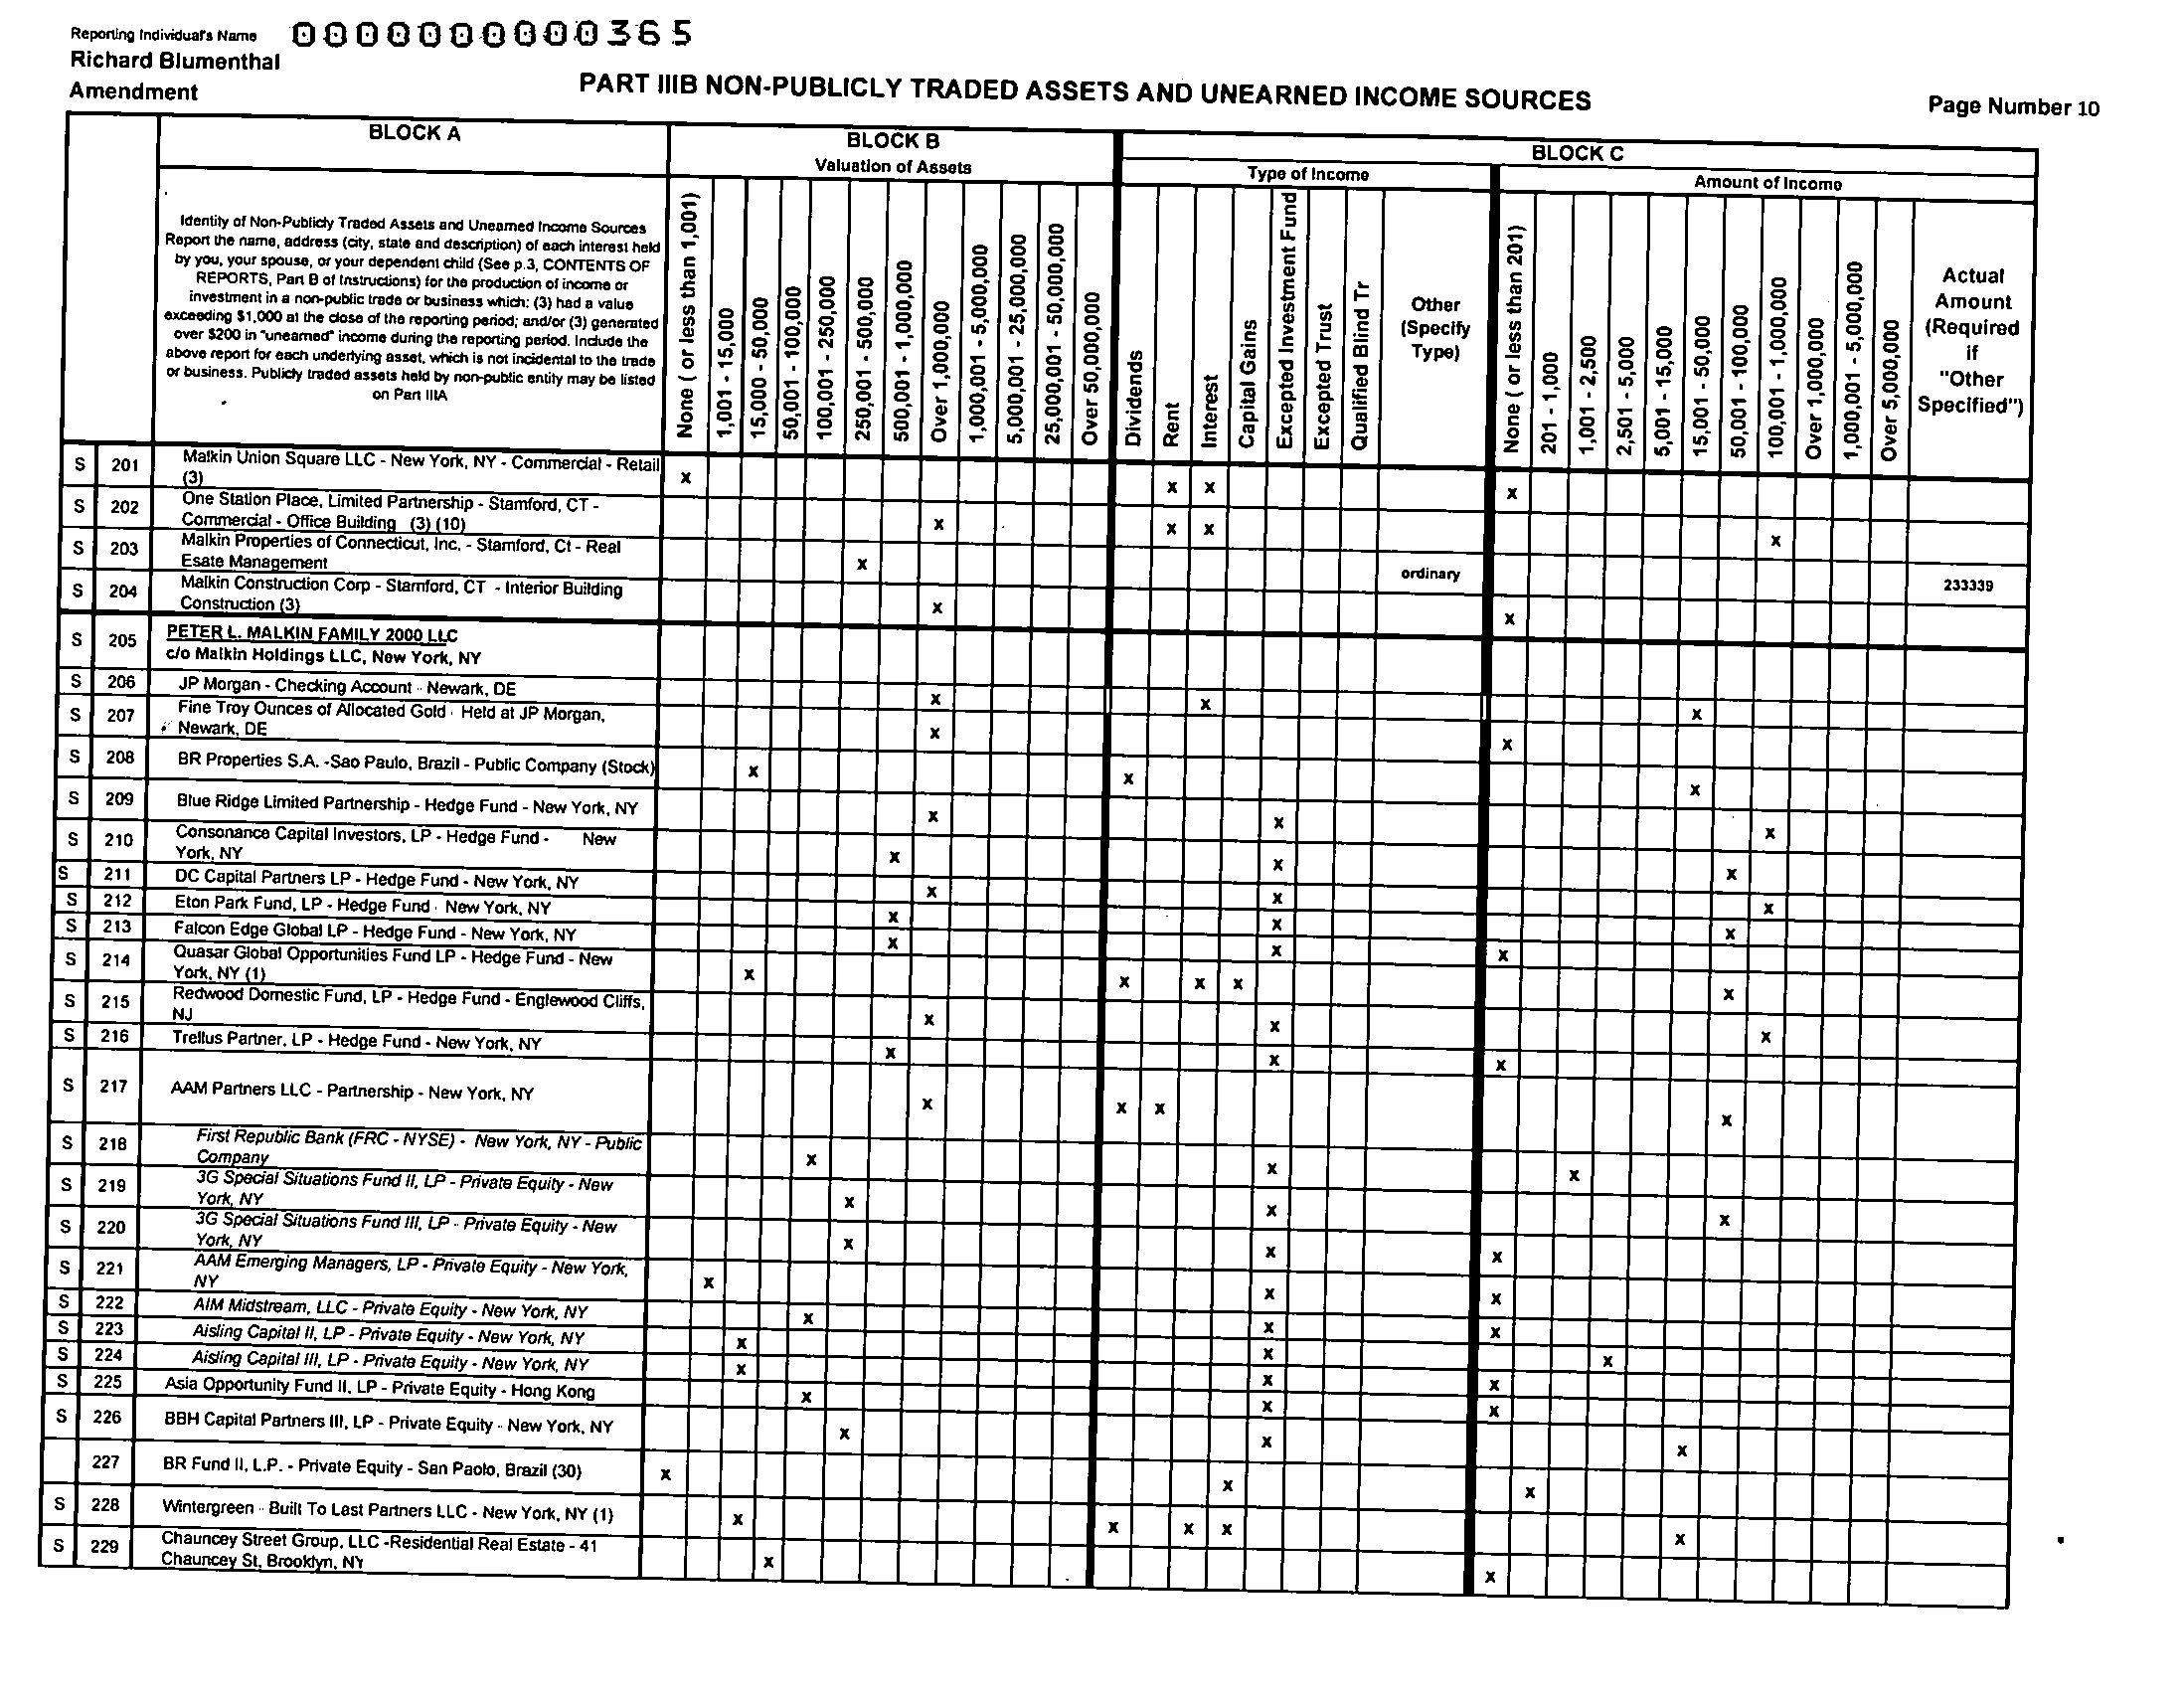 Reporting Individual's Name 0000000000365
Richard Blumenthal
Amendment
PART IIIB NON-PUBLICLY TRADED ASSETS AND UNEARNED INCOME SOURCES
Page Number 10
BLOCK A
BLOCK B
BLOCK C
Valuation of Assets
Type of Income
Amount of Income
Identity of Non-Publicly Traded Assets and Unearned Income Sources
Report the name, address (city, state and description) of each interest held
by you, your spouse, or your dependent child (See p.3, CONTENTS OF
REPORTS, Part B of Instructions) for the production of income or
investment in a non-public trade or business which: (3) had a value
exceeding $1,000 at the close of the reporting period; and/or (3) generated
over $200 in "unearned" income during the reporting period. Include the
above report for each underlying asset, which is not incidental to the trade
or business. Publicly traded assets held by non-public entity may be listed
on Part IIIA
None ( or less than 1,001)
1,001 - 15,000
15,000 - 50,000
50,001 - 100,000
100,001 - 250,000
250,001 - 500,000
500,001 - 1,000,000
Over 1,000,000
1,000,001 - 5,000,000
5,000,001 - 25,000,000
25,000,001 - 50,000,000
Over 50,000,000
Dividends
Rent
Interest
Capital Gains
Excepted Investment Fund
Excepted Trust
Qualified Blind Tr
Other
(Specify
Type)
None ( or less than 201)
201 - 1,000
1,001 - 2,500
2,501 - 5,000
5,001 - 15,000
15,001 - 50,000
50,001 - 100,000
100,001 - 1,000,000
Over 1,000,000
1,000,001 - 5,000,000
Over 5,000,000
Actual
Amount
(Required
if
"Other
Specified")
S 201 Malkin Union Square LLC - New York, NY - Commercial - Retail
(3) x x x x
S 202 One Station Place, Limited Partnership - Stamford, CT -
Commercial - Office Building (3) (10) x x x x
S 203 Malkin Properties of Connecticut, Inc. - Stamford, Ct - Real
Esate Management x ordinary 233339
S 204 Malkin Construction Corp - Stamford, CT - Interior Building
Construction (3) x x
S 205 PETER L. MALKIN FAMILY 2000 LLC
c/o Malkin Holdings LLC, New York, NY
S 206 JP Morgan - Checking Account - Newark, DE x x x
S 207 Fine Troy Ounces of Allocated Gold - Held at JP Morgan,
Newark, DE x x
S 208 BR Properties S.A. -Sao Paulo, Brazil - Public Company (Stock) x x x
S 209 Blue Ridge Limited Partnership - Hedge Fund - New York, NY x x x
S 210 Consonance Capital Investors, LP - Hedge Fund - New
York, NY x x x
S 211 DC Capital Partners LP - Hedge Fund - New York, NY x x x
S 212 Eton Park Fund, LP - Hedge Fund - New York, NY x x x
S 213 Falcon Edge Global LP - Hedge Fund - New York, NY x x x
S 214 Quasar Global Opportunities Fund LP - Hedge Fund - New
York, NY (1) x x x x x
S 215 Redwood Domestic Fund, LP - Hedge Fund - Englewood Cliffs,
NJ x x x
S 216 Trellus Partner, LP - Hedge Fund - New York, NY x x x
S 217 AAM Partners LLC - Partnership - New York, NY x x x x
S 218 First Republic Bank (FRC - NYSE) - New York, NY - Public
Company x x x
S 219 3G Special Situations Fund II, LP - Private Equity - New
York, NY x x x
S 220 3G Special Situations Fund III, LP - Private Equity - New
York, NY x x x
S 221 AAM Emerging Managers, LP - Private Equity - New York,
NY x x x
S 222 AIM Midstream, LLC - Private Equity - New York, NY x x x
S 223 Aisling Capital II, LP - Private Equity - New York, NY x x x
S 224 Aisling Capital III, LP - Private Equity - New York, NY x x x
S 225 Asia Opportunity Fund II, LP - Private Equity - Hong Kong x x x
S 226 BBH Capital Partners III, LP - Private Equity - New York, NY x x x
227 BR Fund II, L.P. - Private Equity - San Paolo, Brazil (30) x x x
S 228 Wintergreen - Built To Last Partners LLC - New York, NY (1) x x x x x
S 229 Chauncey Street Group, LLC -Residential Real Estate - 41
Chauncey St, Brooklyn, NY x x